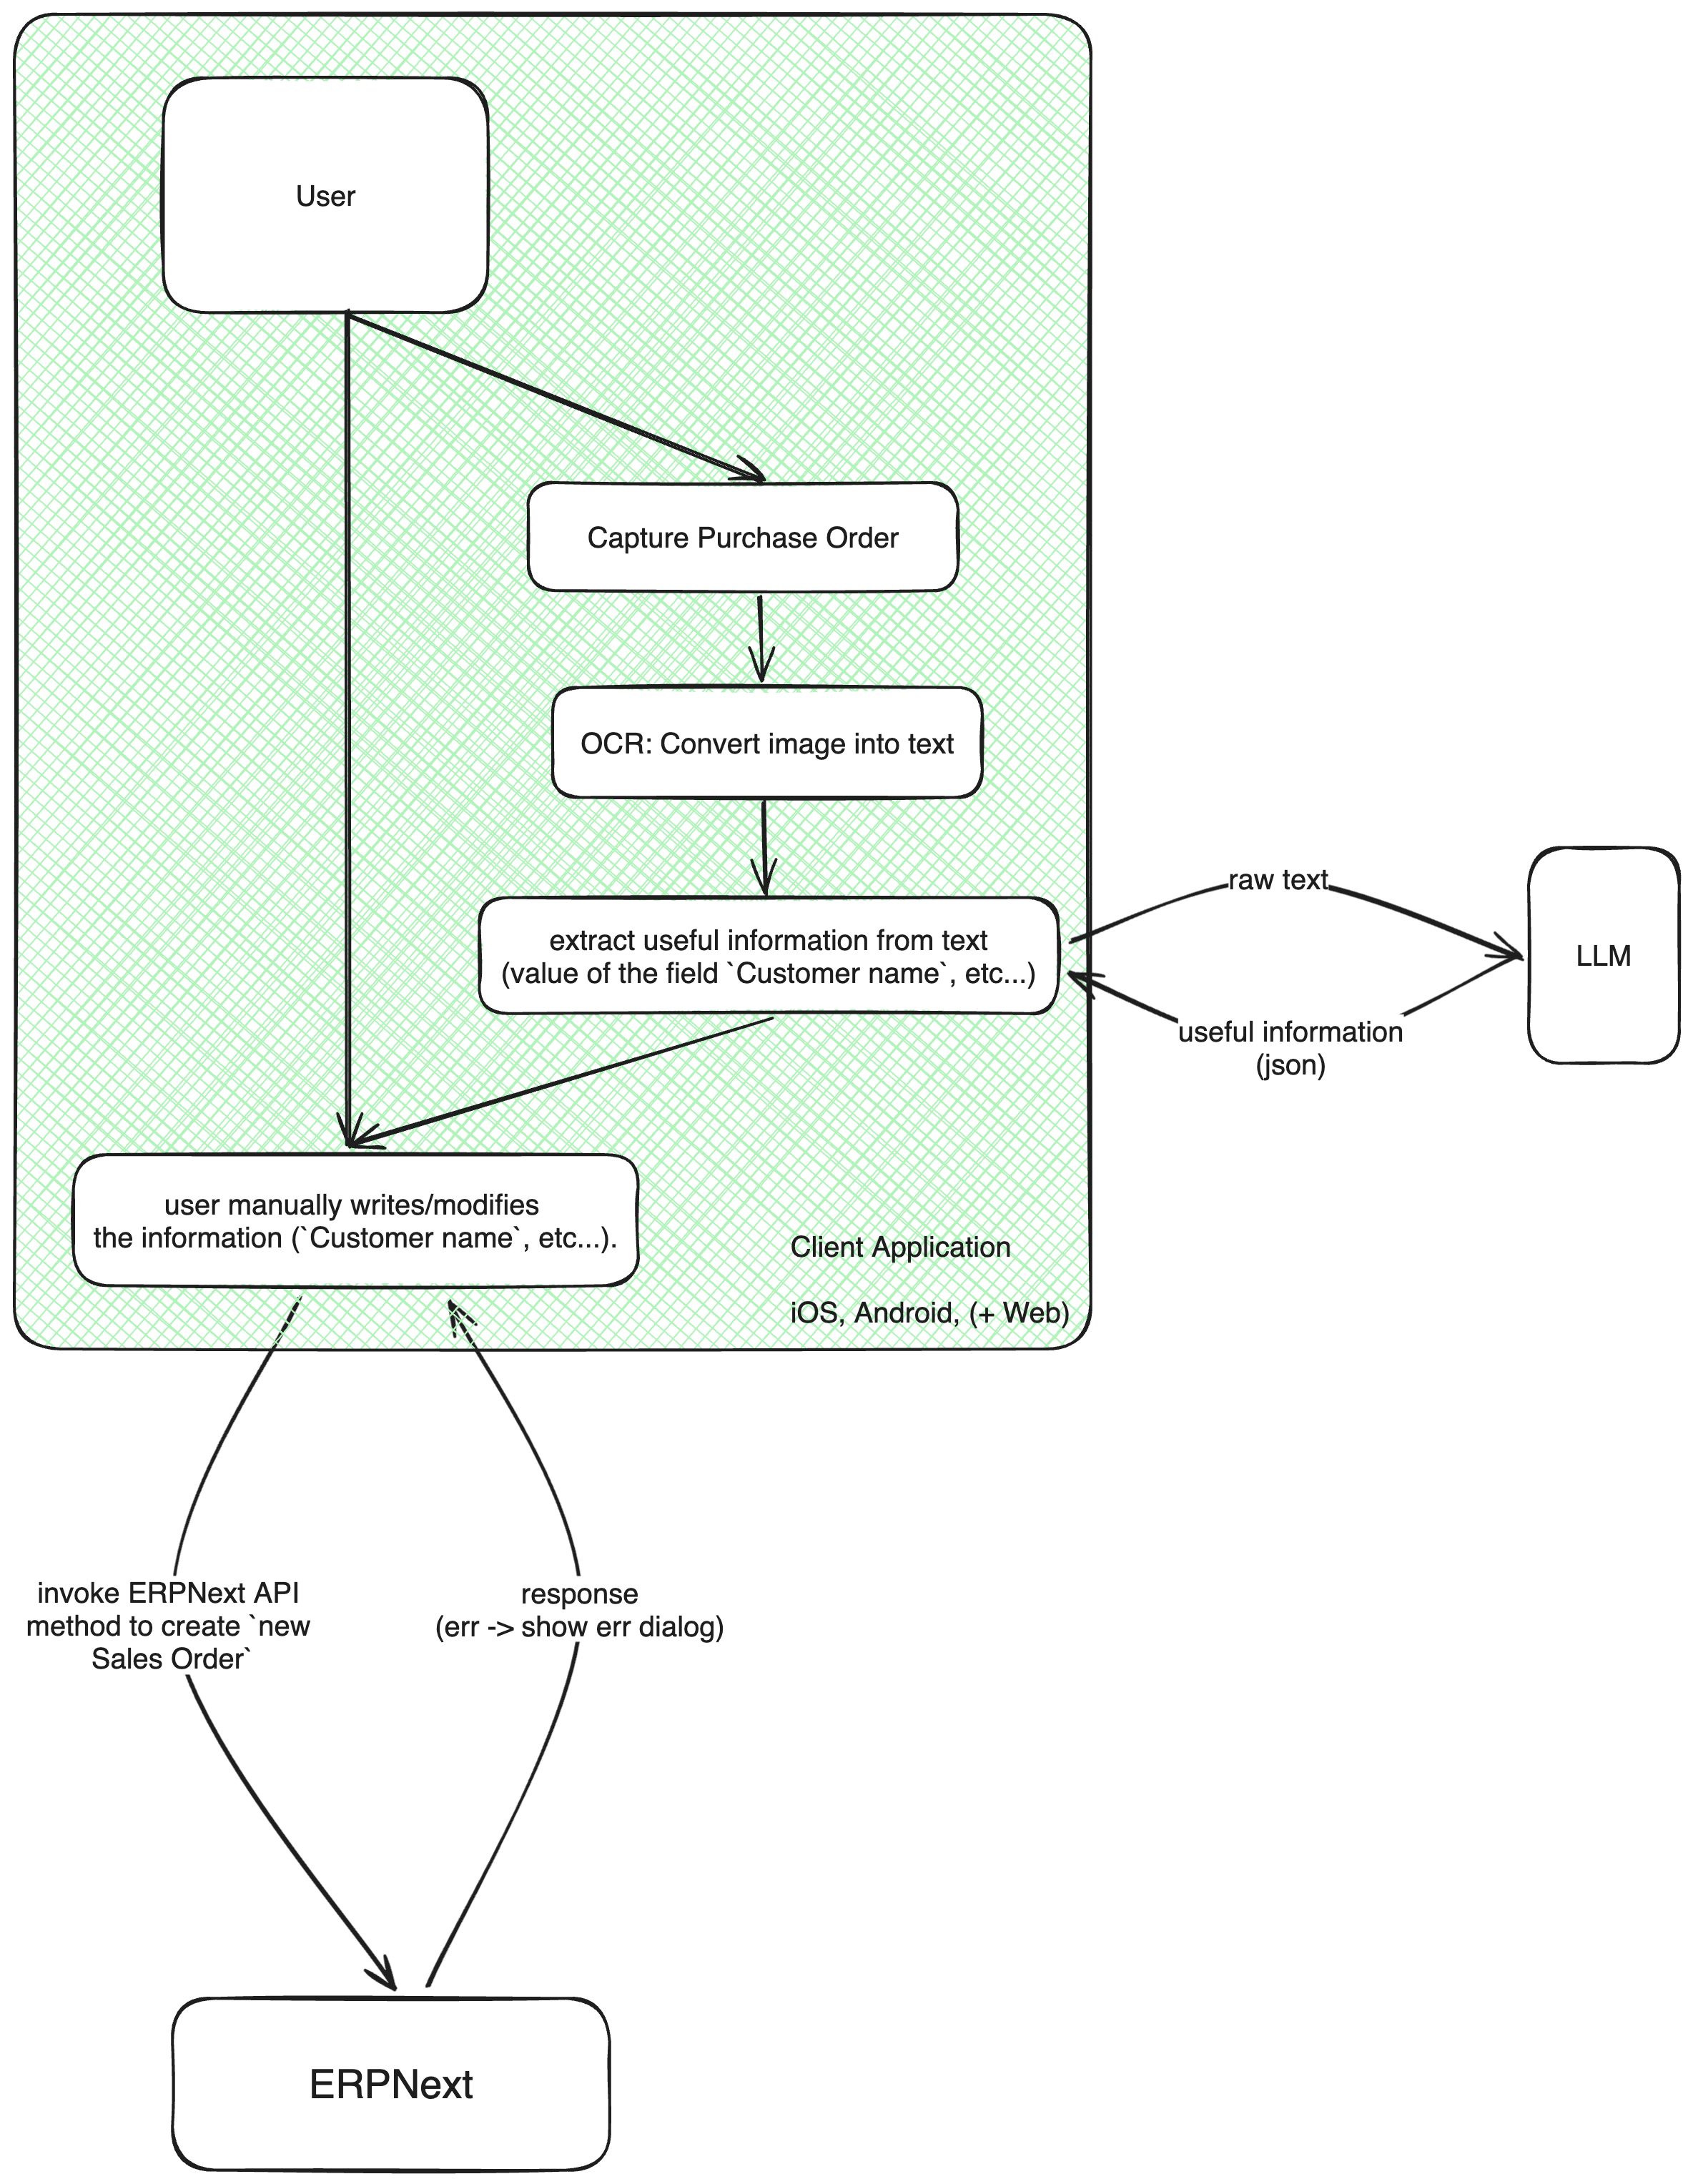 User
Capture Purchase Order
OCR: Convert image into text
extract useful information from text
(value of the field `Customer name`, etc...)
raw text
LLM
useful information
(json)
user manually writes/modifies
the information (`Customer name`, etc...).
Client Application
iOS, Android, (+ Web)
invoke ERPNext API
method to create `new
Sales Order`
response
(err -> show err dialog)
ERPNext